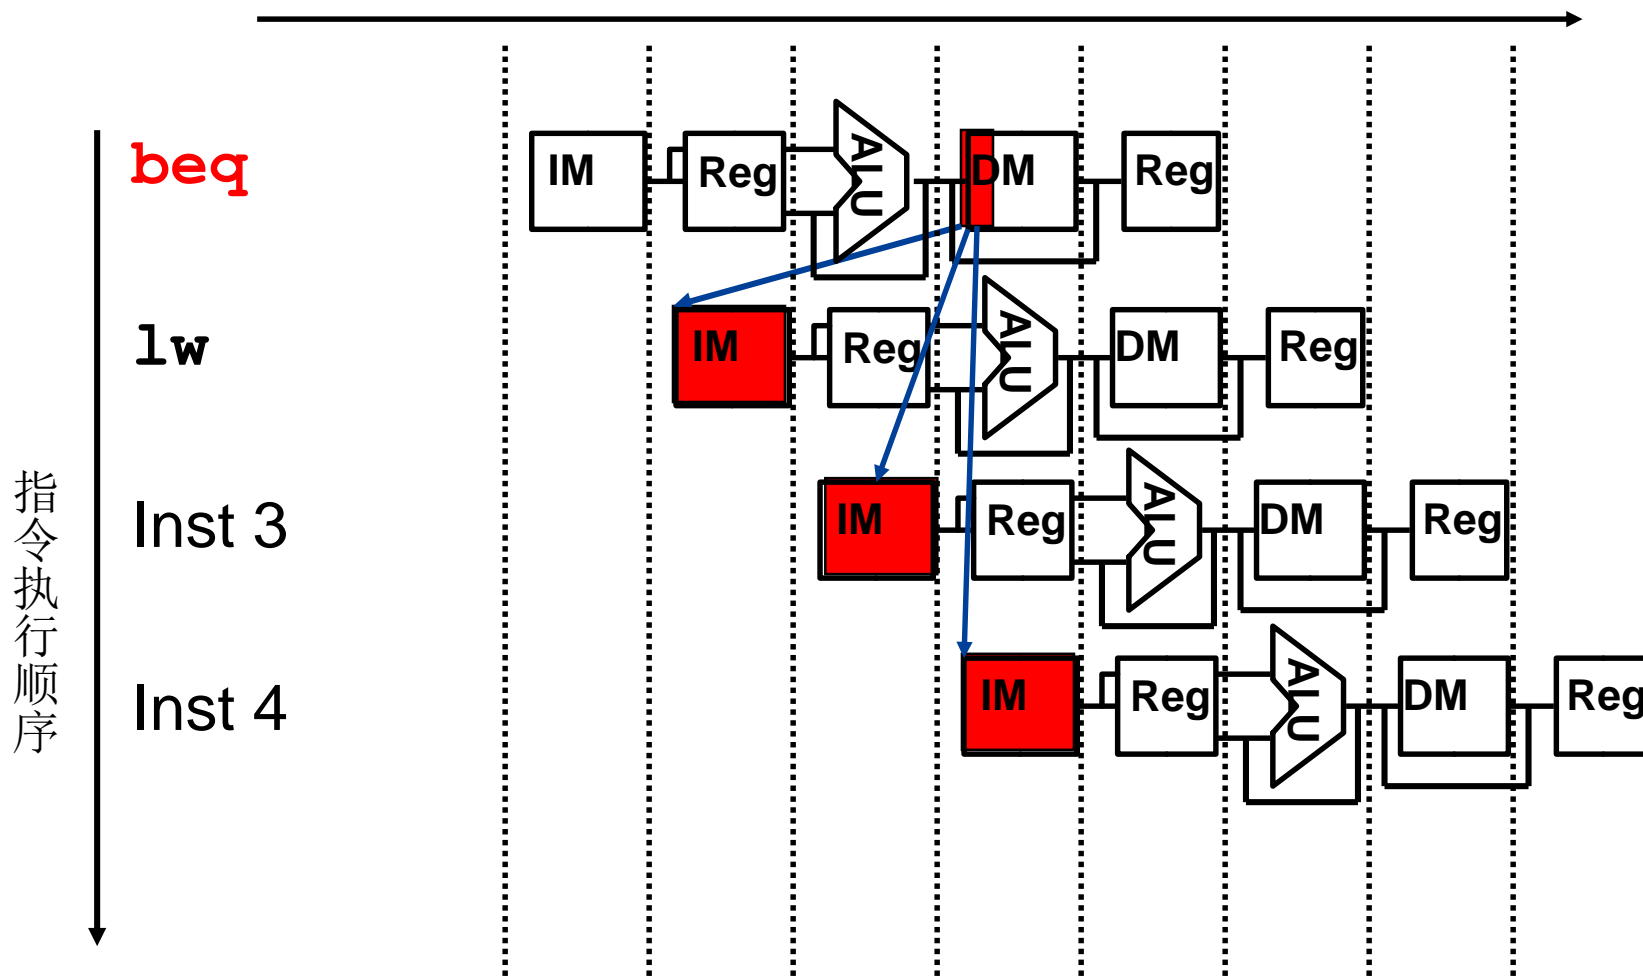 beq
IM
Reg
ALU
DM
Reg
lw
IM
Reg
ALU
DM
Reg
Inst 3
IM
Reg
ALU
DM
Reg
Inst 4
IM
Reg
ALU
DM
Reg
指令执行顺序